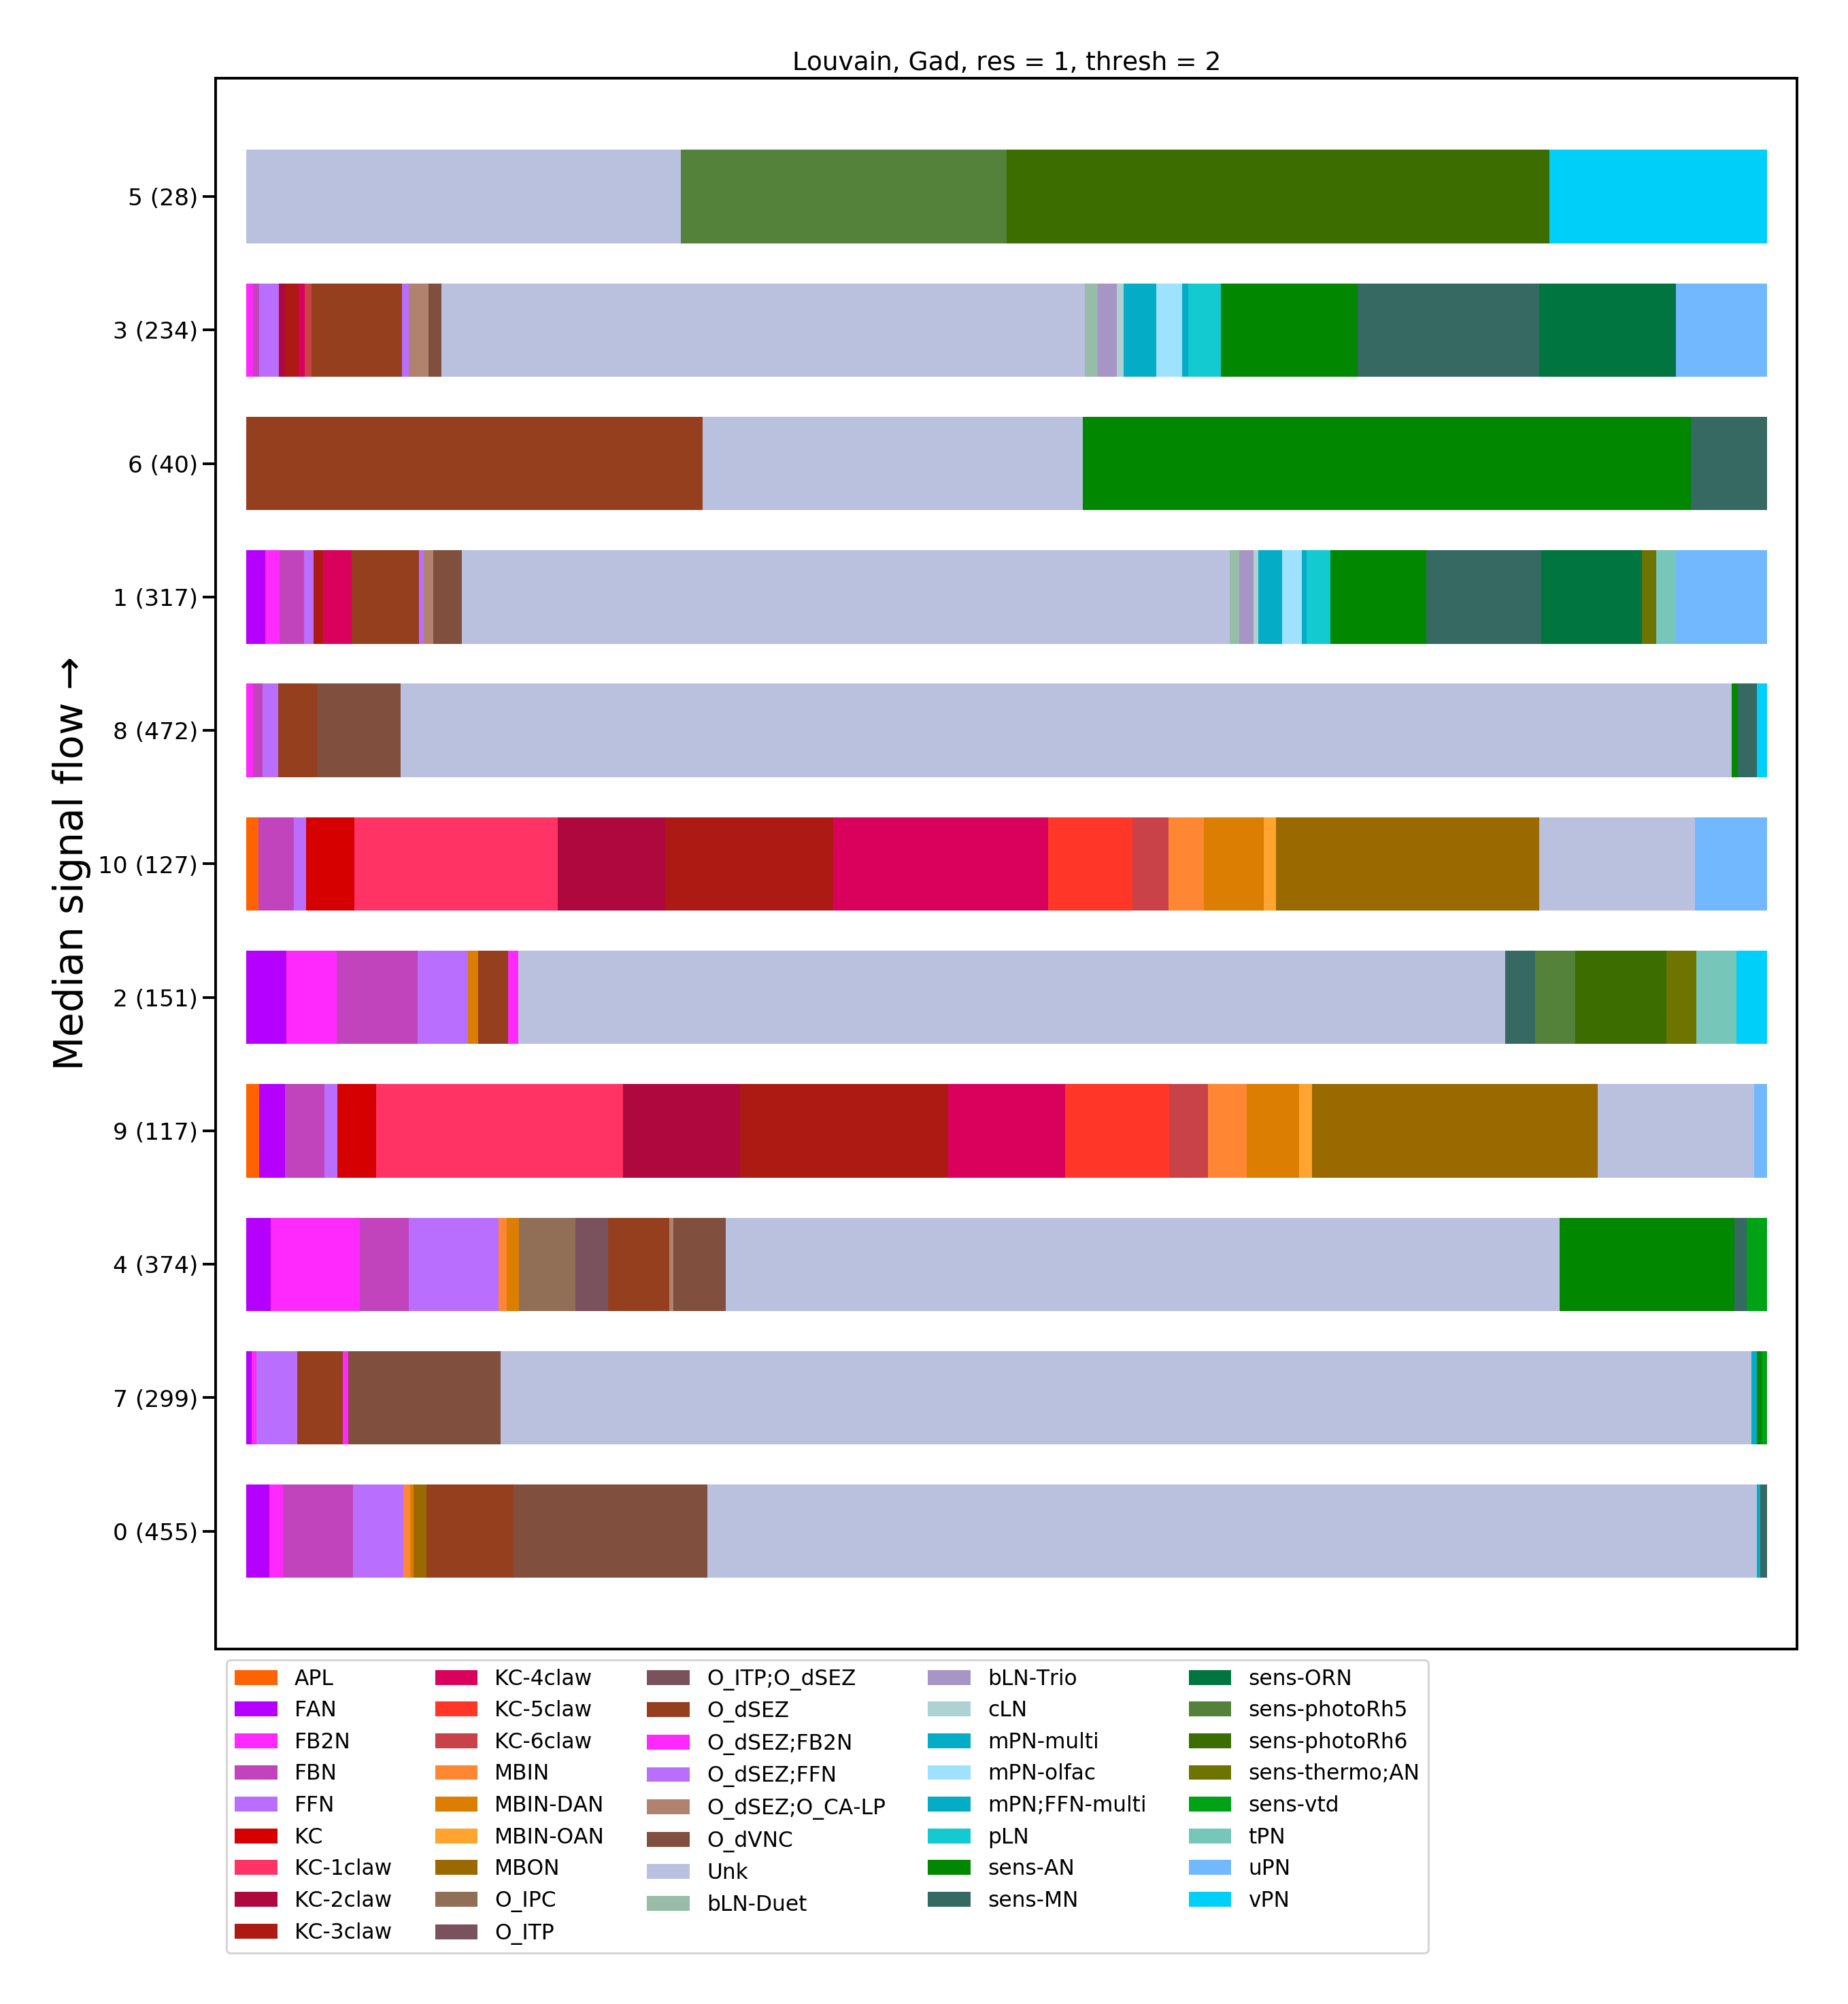 Louvain, Gad, res = 1, thresh = 2
Median signal flow →
5 (28)
3 (234)
6 (40)
1 (317)
8 (472)
10 (127)
2 (151)
9 (117)
4 (374)
7 (299)
0 (455)
APL
FAN
FB2N
FBN
FFN
KC
KC-1claw
KC-2claw
KC-3claw
KC-4claw
KC-5claw
KC-6claw
MBIN
MBIN-DAN
MBIN-OAN
MBON
O_IPC
O_ITP
O_ITP;O_dSEZ
O_dSEZ
O_dSEZ;FB2N
O_dSEZ;FFN
O_dSEZ;O_CA-LP
O_dVNC
Unk
bLN-Duet
bLN-Trio
cLN
mPN-multi
mPN-olfac
mPN;FFN-multi
pLN
sens-AN
sens-MN
sens-ORN
sens-photoRh5
sens-photoRh6
sens-thermo;AN
sens-vtd
tPN
uPN
vPN